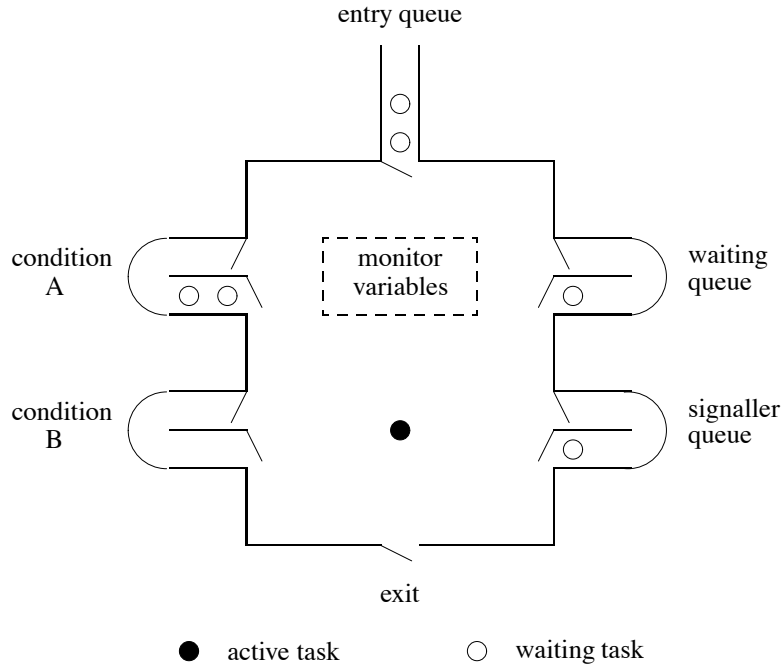 entry queue
condition
A
monitor
variables
waiting
queue
condition
B
signaller
queue
exit
active task
waiting task